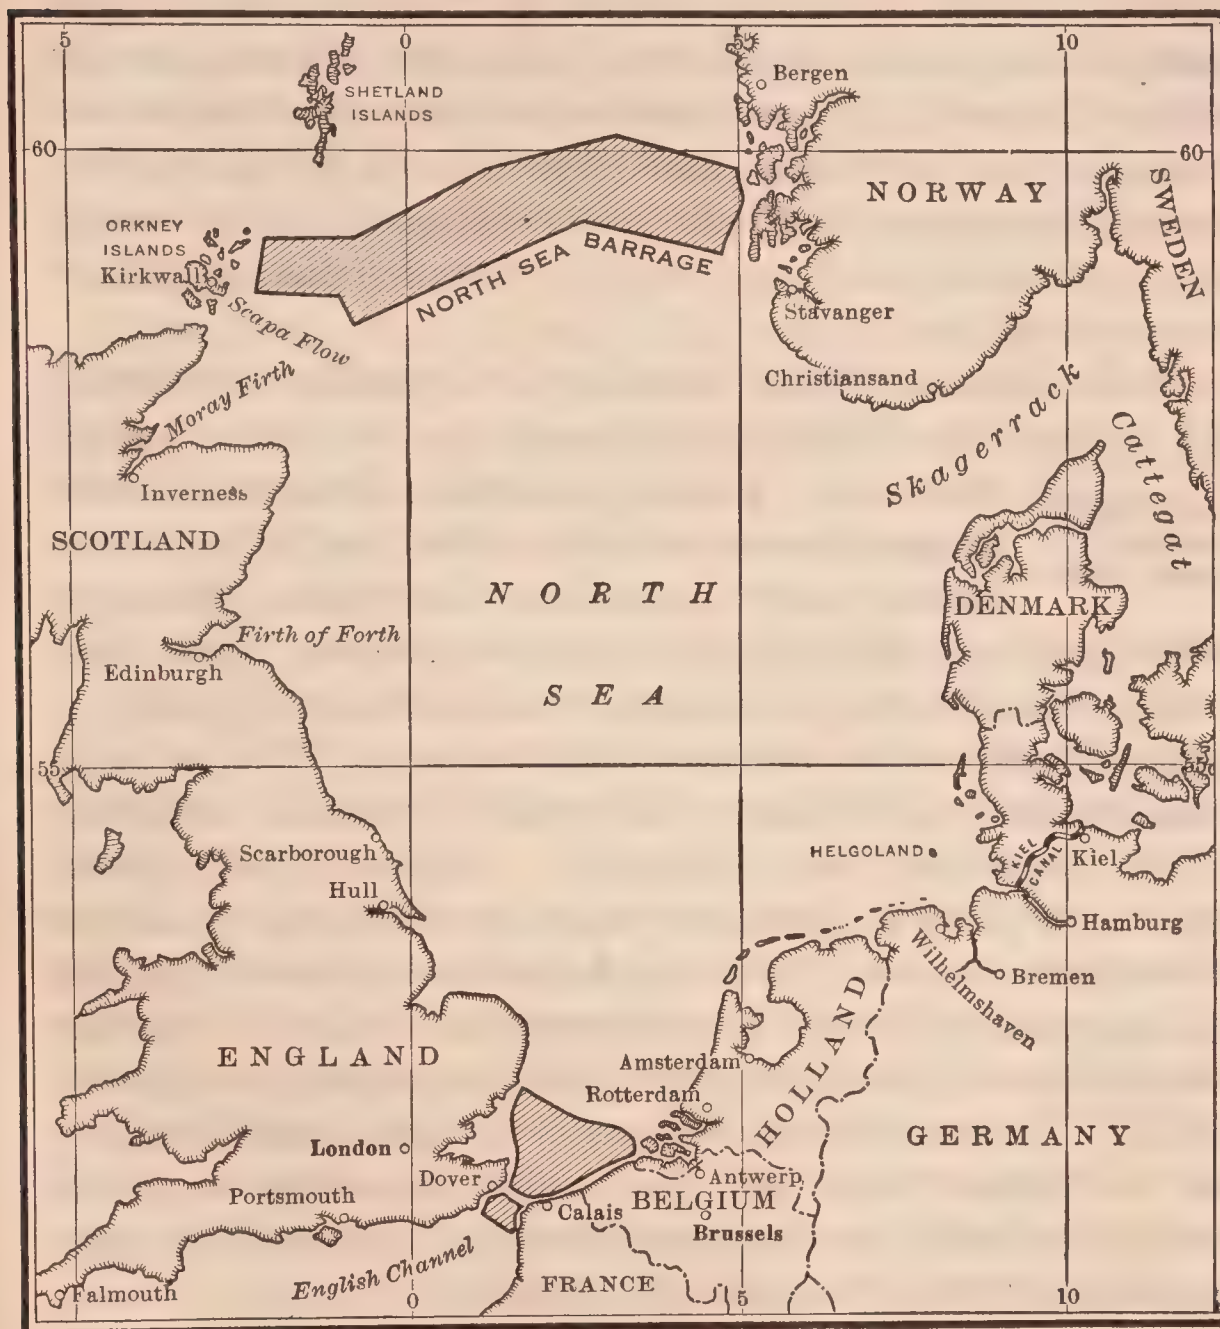 5
0
55
10
Bergen
SHETLAND
ISLANDS
60
60
NORWAY
SWEDEN
ORKNEY
ISLANDS
Kirkwall
NORTH SEA BARRAGE
Scapa Flow
Stavanger
Moray Firth
Christiansand
Skagerrack
Cattegat
Inverness
SCOTLAND
NORTH
DENMARK
Firth of Forth
Edinburgh
SEA
55
55
Scarborough
HELGOLAND
KIEL
CANAL
Kiel
Hull
Hamburg
Wilhelmshaven
Bremen
ENGLAND
Amsterdam
HOLLAND
Rotterdam
GERMANY
London
Dover
Antwerp
Portsmouth
Calais
BELGIUM
Brussels
English Channel
FRANCE
Falmouth
0
5
10